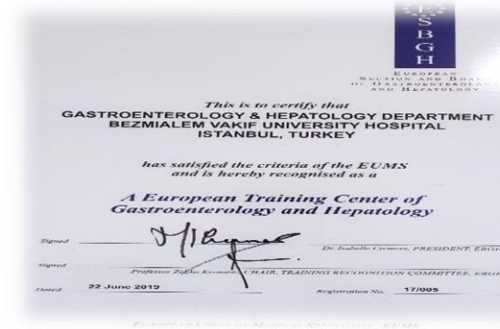 S
B
G
H
EUROPEAN
SECTION AND BOARD
OF GASTROENTEROLOGY
AND HEPATOLOGY
This is to certify that
GASTROENTEROLOGY & HEPATOLOGY DEPARTMENT
BEZMIALEM VAKIF UNIVERSITY HOSPITAL
ISTANBUL, TURKEY
has satisfied the criteria of the EUMS
and is hereby recognised as a
A European Training Center of
Gastroenterology and Hepatology
Signed
Dr. Isabelle PRESIDENT,
Signed
Professor CHAIR, TRAINING RECOGNITION COMMITTEE,
Dated 22 June 2019 Registration No. 17/005